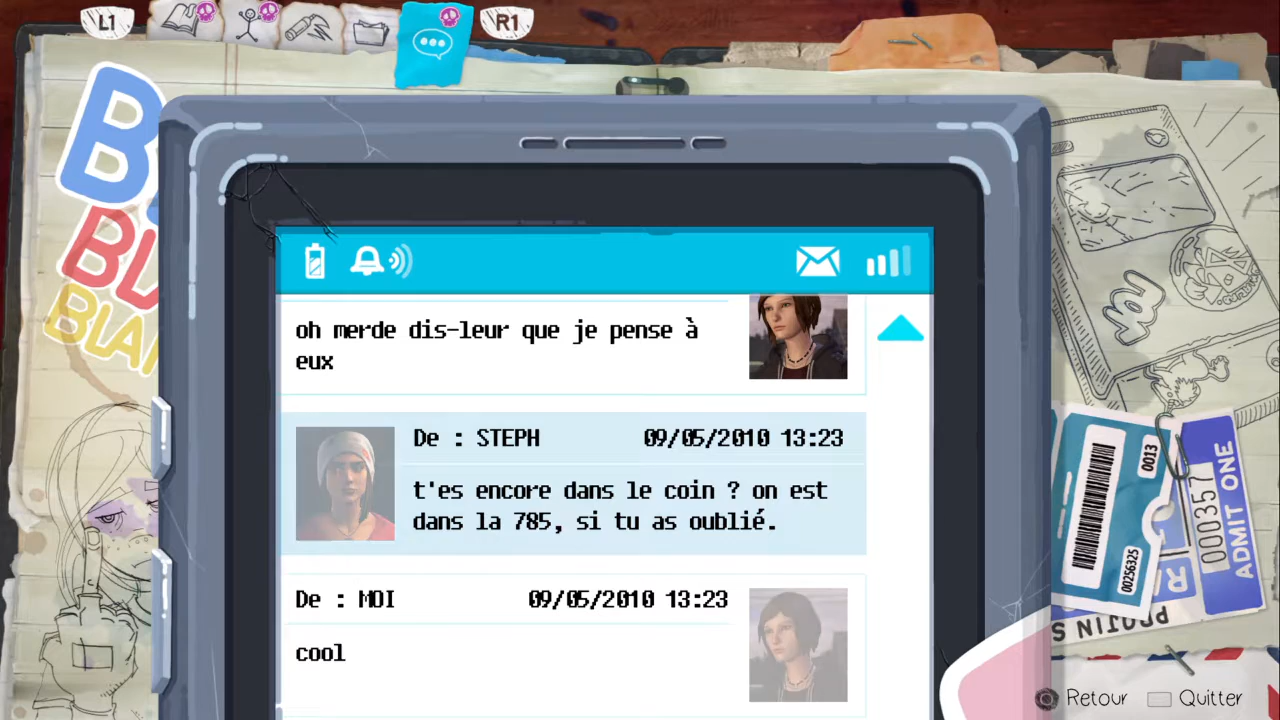 L1
R1
oh merde dis-leur que je pense à
eux
De : STEPH 09/05/2010 13:23
t'es encore dans le coin ? on est
dans la 785, si tu as oublié.
De : MOI 09/05/2010 13:23
cool
0013
00256325
000357
ADMIT ONE
Retour
Quitter